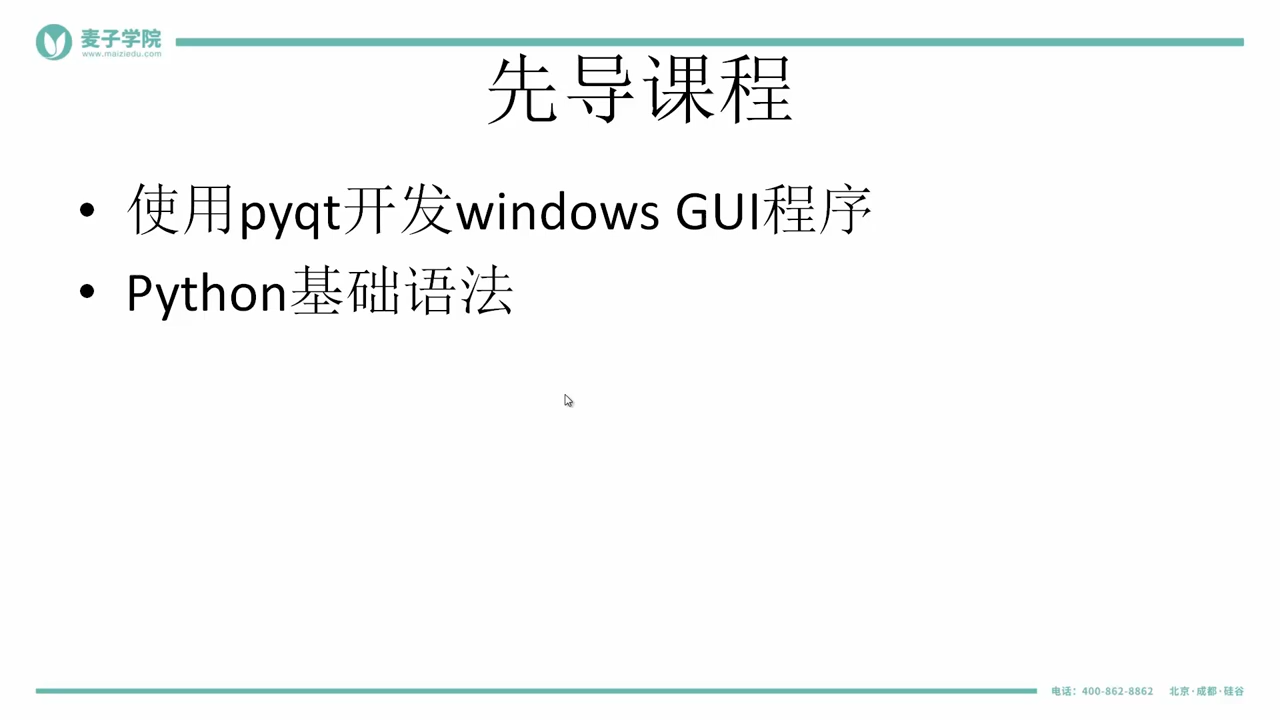 麦子学院
www.maiziedu.com
先导课程
• 使用pyqt开发windows GUI程序
• Python基础语法
电话：400-862-8862 北京·成都·硅谷